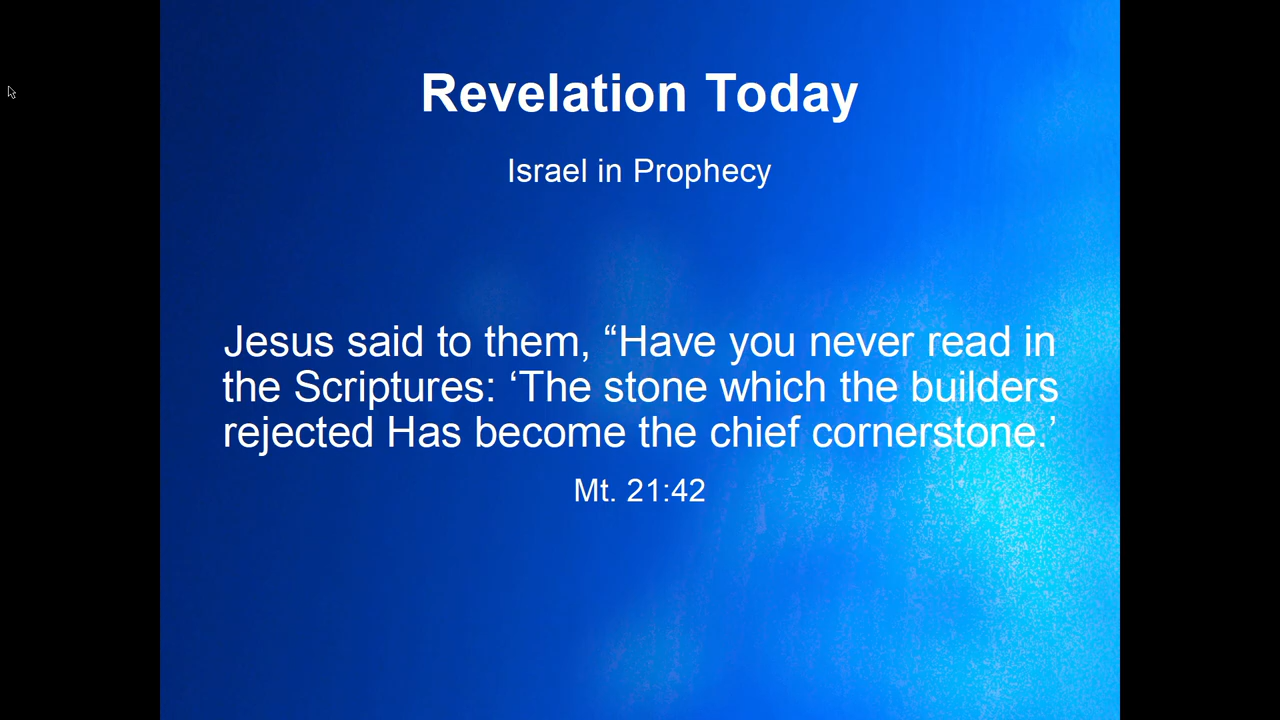 Revelation Today
Israel in Prophecy
Jesus said to them, “Have you never read in
the Scriptures: ‘The stone which the builders
rejected Has become the chief cornerstone.’
Mt. 21:42